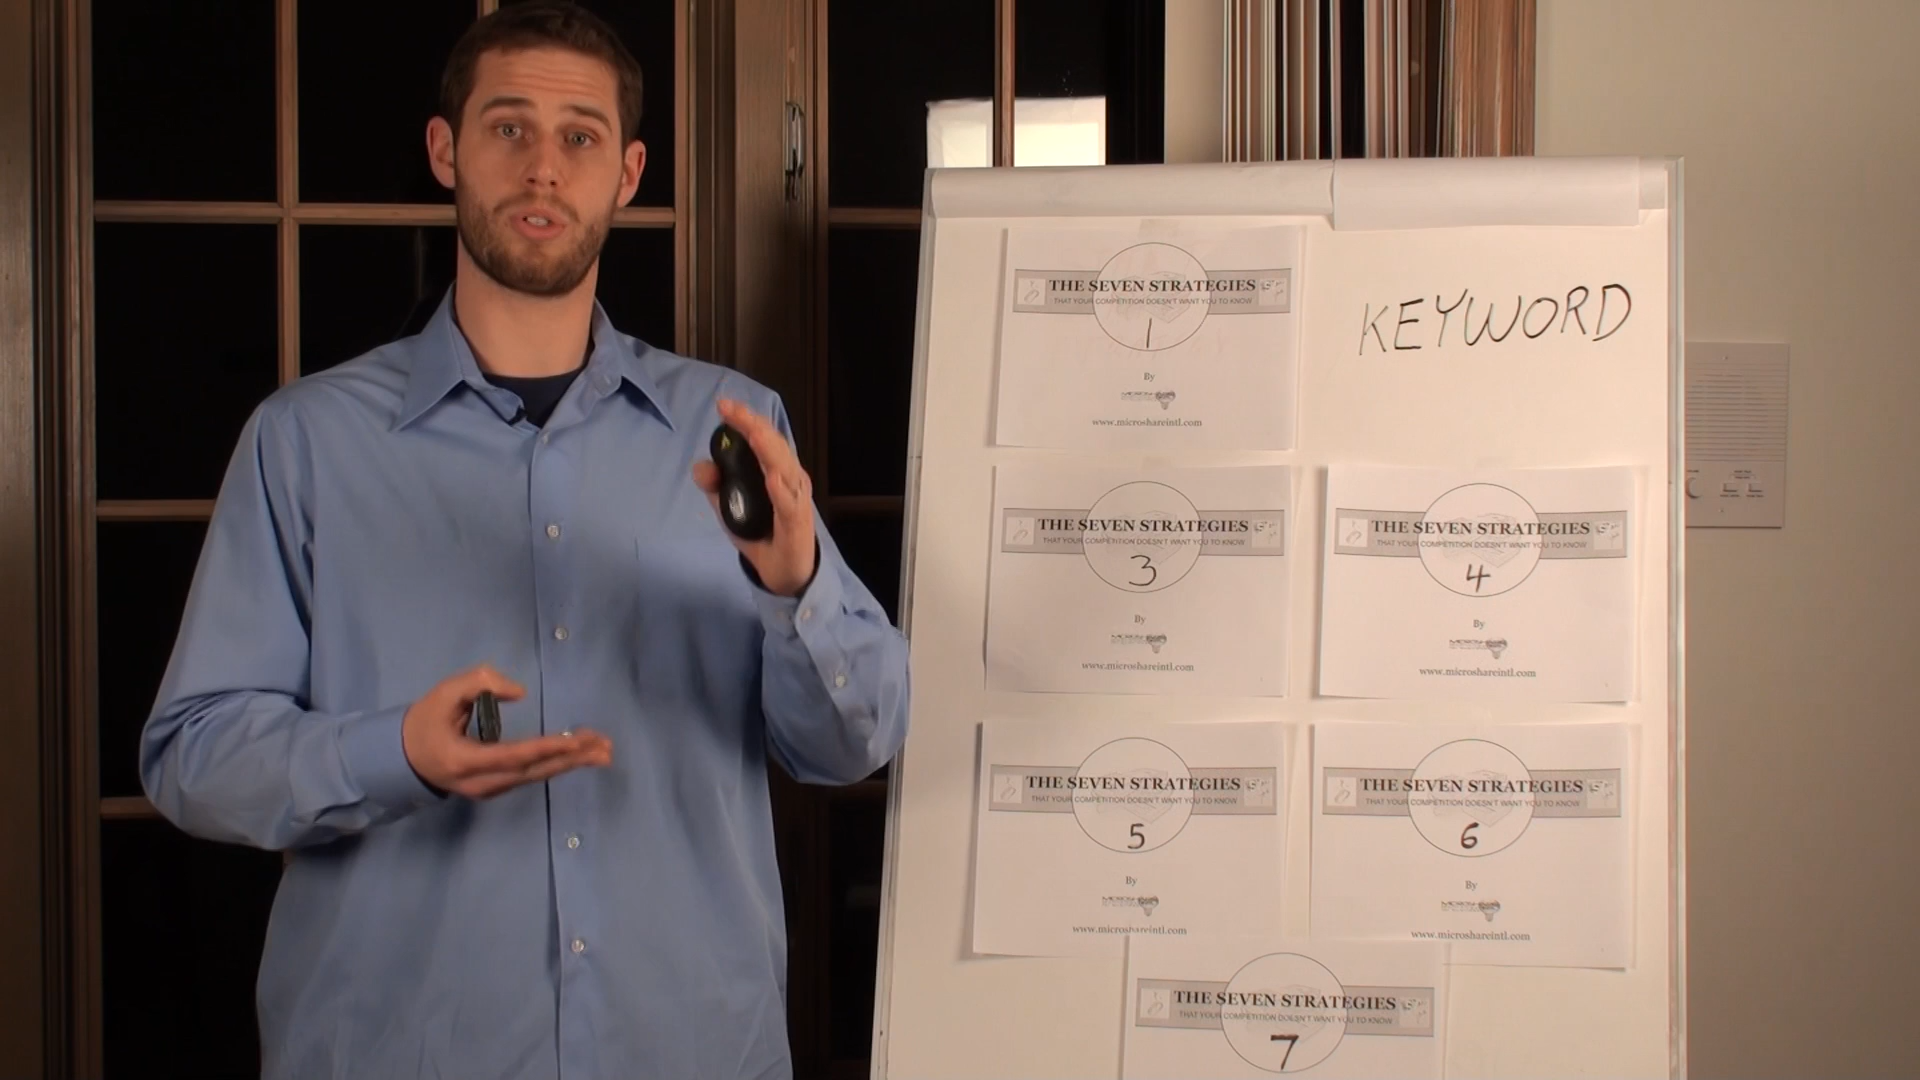 THE SEVEN STRATEGIES
THAT YOUR COMPETITION DOESN'T WANT YOU TO KNOW
1
By
www.microshareintl.com
KEYWORD
THE SEVEN STRATEGIES
THAT YOUR COMPETITION DOESN'T WANT YOU TO KNOW
3
By
www.microshareintl.com
THE SEVEN STRATEGIES
THAT YOUR COMPETITION DOESN'T WANT YOU TO KNOW
4
By
www.microshareintl.com
THE SEVEN STRATEGIES
THAT YOUR COMPETITION DOESN'T WANT YOU TO KNOW
5
By
www.microshareintl.com
THE SEVEN STRATEGIES
THAT YOUR COMPETITION DOESN'T WANT YOU TO KNOW
6
By
www.microshareintl.com
THE SEVEN STRATEGIES
THAT YOUR COMPETITION DOESN'T WANT YOU TO KNOW
7